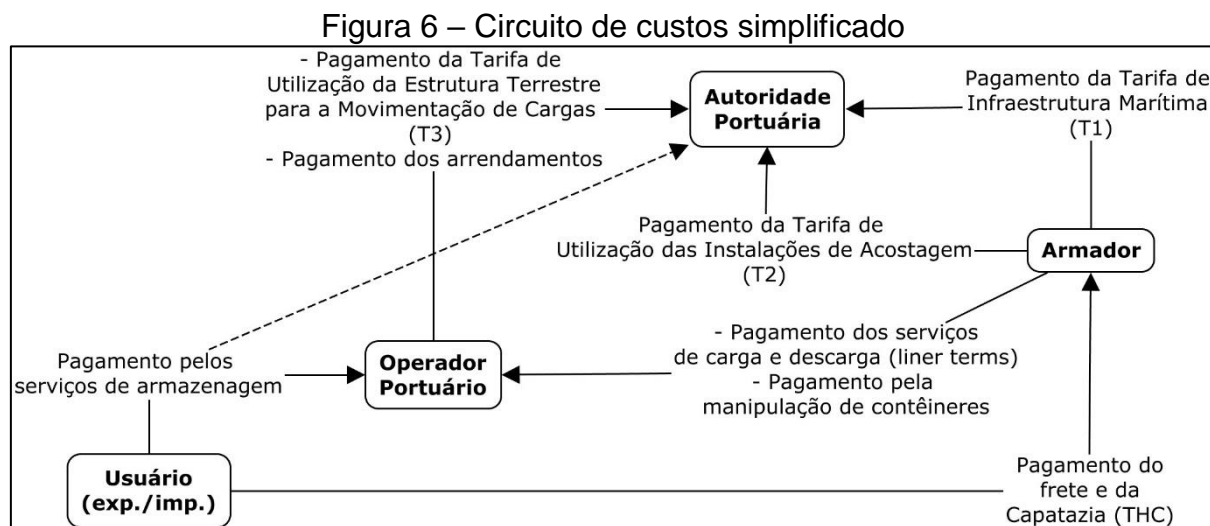 Figura 6 – Circuito de custos simplificado
- Pagamento da Tarifa de
Utilização da Estrutura Terrestre
para a Movimentação de Cargas
(T3)
- Pagamento dos arrendamentos
Autoridade
Portuária
Pagamento da Tarifa de
Infraestrutura Marítima
(T1)
Pagamento da Tarifa de
Utilização das Instalações de Acostagem
(T2)
Armador
Pagamento pelos
serviços de armazenagem
Operador
Portuário
- Pagamento dos serviços
de carga e descarga (liner terms)
- Pagamento pela
manipulação de contêineres
Usuário
(exp./imp.)
Pagamento do
frete e da
Capatazia (THC)